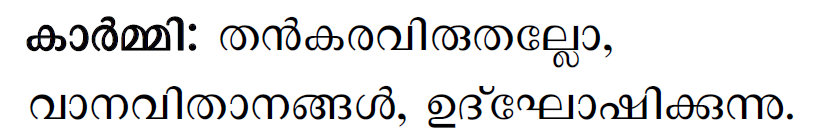 കാർമ്മി: തൻകരവിരുതല്ലോ,
വാനവിതാനങ്ങൾ, ഉദ്ഘോഷിക്കുന്നു.